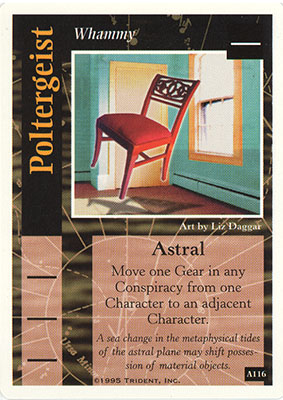 Poltergeist
Whammy
Art by Liz Daggar
Astral
Move one Gear in any
Conspiracy from one
Character to an adjacent
Character.
A sea change in the metaphysical tides
of the astral plane may shift posses-
sion of material objects.
A116
©1995 TRIDENT, INC.